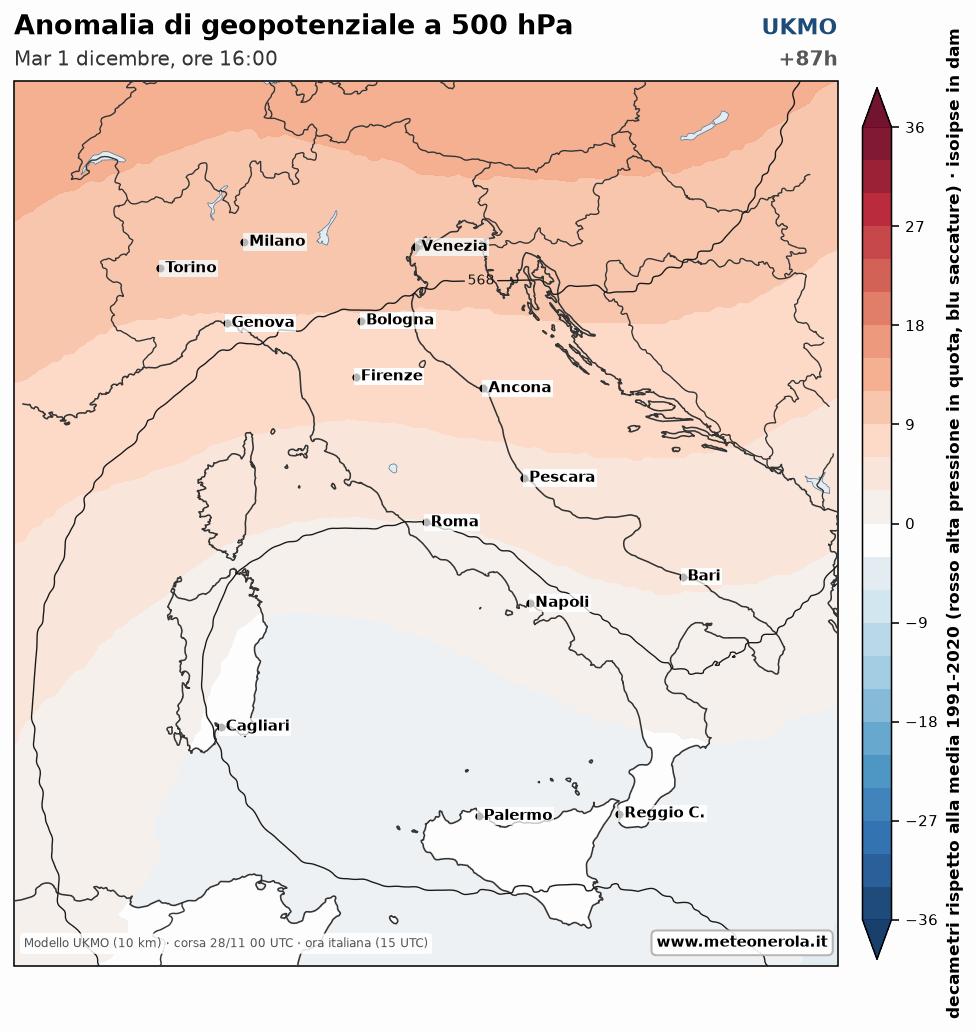 Anomalia di geopotenziale a 500 hPa
UKMO
Mar 1 dicembre, ore 16:00
+87h
Milano
Venezia
Torino
568
Genova
Bologna
Firenze
Ancona
Pescara
Roma
Bari
Napoli
Cagliari
Palermo
Reggio C.
Modello UKMO (10 km) · corsa 28/11 00 UTC · ora italiana (15 UTC)
www.meteonerola.it
36
27
18
9
0
−9
−18
−27
−36
decametri rispetto alla media 1991-2020 (rosso alta pressione in quota, blu saccature) · isoipse in dam